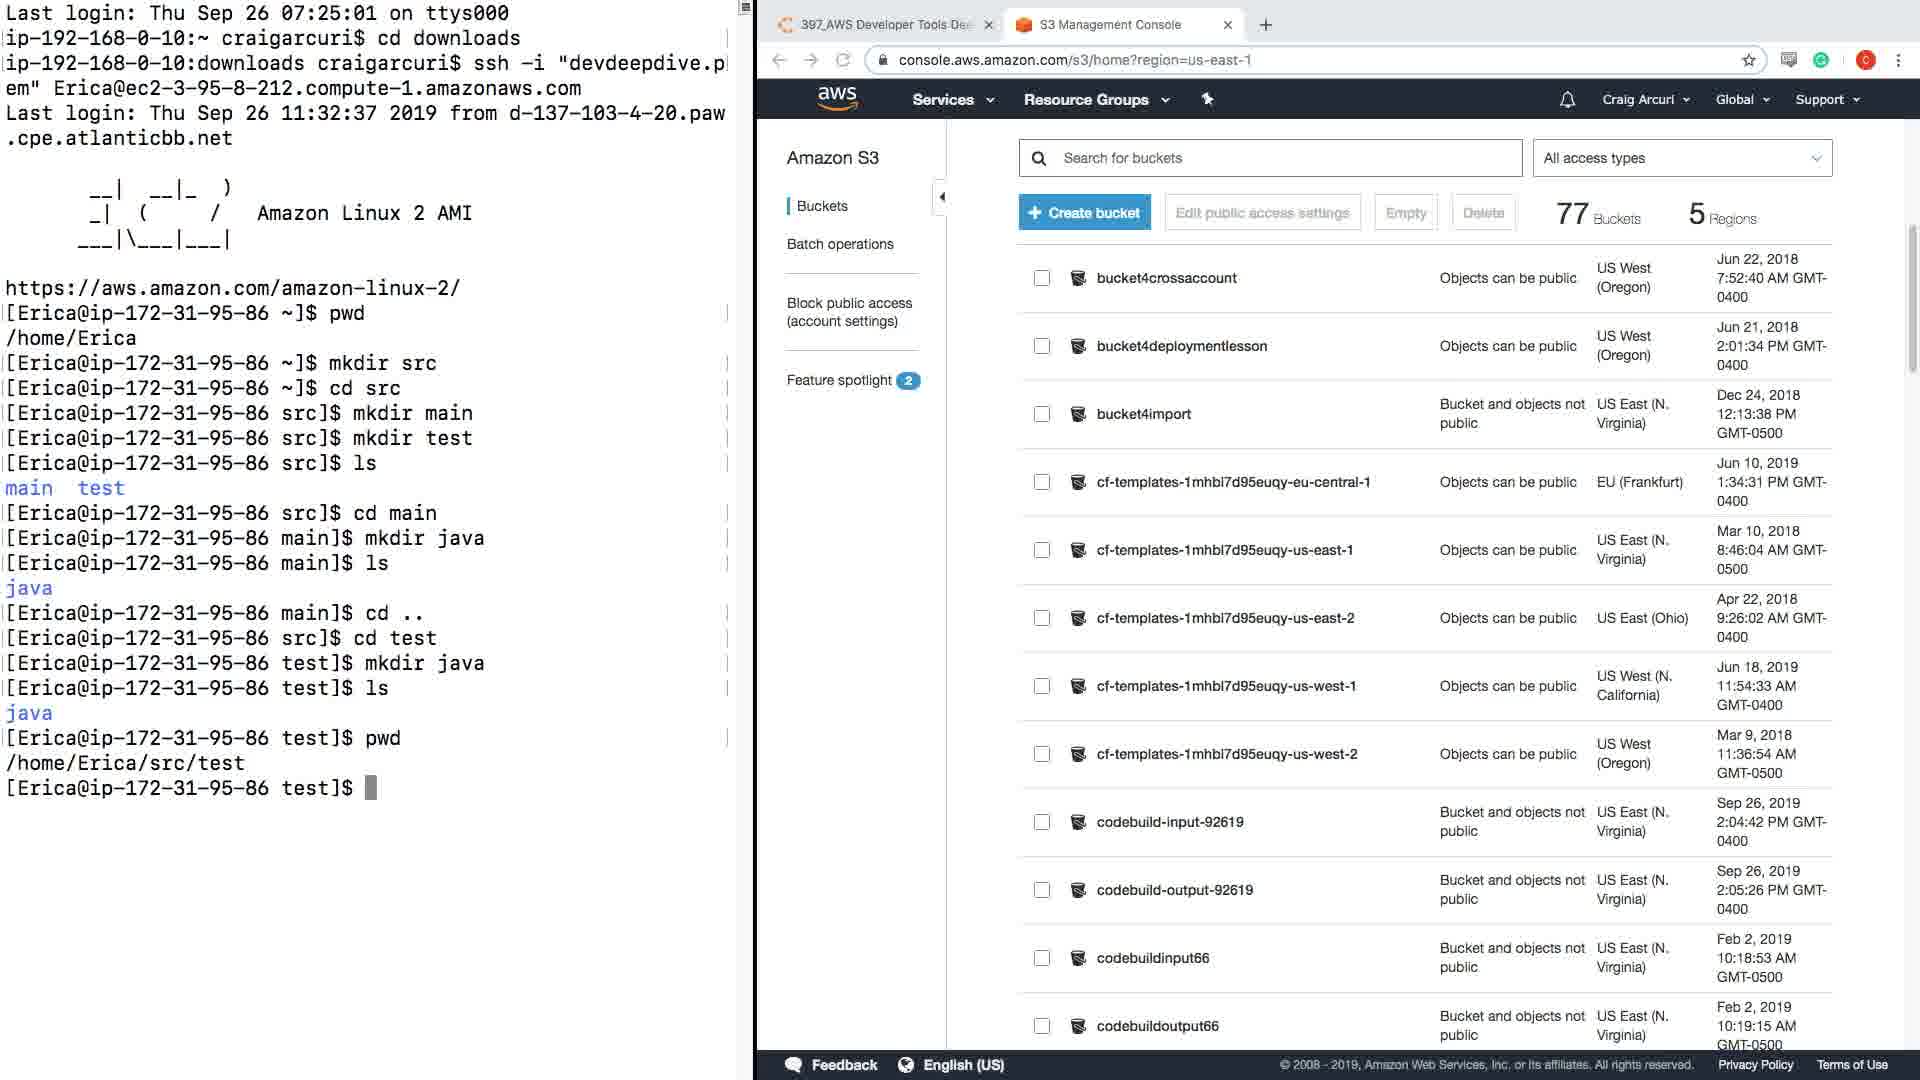 Last login: Thu Sep 26 07:25:01 on ttys000
ip-192-168-0-10:~ craigarcuri$ cd downloads
ip-192-168-0-10:downloads craigarcuri$ ssh -i "devdeepdive.p
em" Erica@ec2-3-95-8-212.compute-1.amazonaws.com
Last login: Thu Sep 26 11:32:37 2019 from d-137-103-4-20.paw
.cpe.atlanticbb.net
__|  __|_  )
_|  (     /   Amazon Linux 2 AMI
___|\___|___|
https://aws.amazon.com/amazon-linux-2/
[Erica@ip-172-31-95-86 ~]$ pwd
/home/Erica
[Erica@ip-172-31-95-86 ~]$ mkdir src
[Erica@ip-172-31-95-86 ~]$ cd src
[Erica@ip-172-31-95-86 src]$ mkdir main
[Erica@ip-172-31-95-86 src]$ mkdir test
[Erica@ip-172-31-95-86 src]$ ls
main  test
[Erica@ip-172-31-95-86 src]$ cd main
[Erica@ip-172-31-95-86 main]$ mkdir java
[Erica@ip-172-31-95-86 main]$ ls
java
[Erica@ip-172-31-95-86 main]$ cd ..
[Erica@ip-172-31-95-86 src]$ cd test
[Erica@ip-172-31-95-86 test]$ mkdir java
[Erica@ip-172-31-95-86 test]$ ls
java
[Erica@ip-172-31-95-86 test]$ pwd
/home/Erica/src/test
[Erica@ip-172-31-95-86 test]$
397_AWS Developer Tools Dee
S3 Management Console
console.aws.amazon.com/s3/home?region=us-east-1
C
aws
Services
Resource Groups
Craig Arcuri
Global
Support
Amazon S3
Buckets
Batch operations
Block public access
(account settings)
Feature spotlight 2
Search for buckets
All access types
+ Create bucket
Edit public access settings
Empty
Delete
77 Buckets
5 Regions
bucket4crossaccount
Objects can be public
US West
(Oregon)
Jun 22, 2018
7:52:40 AM GMT-
0400
bucket4deploymentlesson
Objects can be public
US West
(Oregon)
Jun 21, 2018
2:01:34 PM GMT-
0400
bucket4import
Bucket and objects not
public
US East (N.
Virginia)
Dec 24, 2018
12:13:38 PM
GMT-0500
cf-templates-1mhbl7d95euqy-eu-central-1
Objects can be public
EU (Frankfurt)
Jun 10, 2019
1:34:31 PM GMT-
0400
cf-templates-1mhbl7d95euqy-us-east-1
Objects can be public
US East (N.
Virginia)
Mar 10, 2018
8:46:04 AM GMT-
0500
cf-templates-1mhbl7d95euqy-us-east-2
Objects can be public
US East (Ohio)
Apr 22, 2018
9:26:02 AM GMT-
0400
cf-templates-1mhbl7d95euqy-us-west-1
Objects can be public
US West (N.
California)
Jun 18, 2019
11:54:33 AM
GMT-0400
cf-templates-1mhbl7d95euqy-us-west-2
Objects can be public
US West
(Oregon)
Mar 9, 2018
11:36:54 AM
GMT-0500
codebuild-input-92619
Bucket and objects not
public
US East (N.
Virginia)
Sep 26, 2019
2:04:42 PM GMT-
0400
codebuild-output-92619
Bucket and objects not
public
US East (N.
Virginia)
Sep 26, 2019
2:05:26 PM GMT-
0400
codebuildinput66
Bucket and objects not
public
US East (N.
Virginia)
Feb 2, 2019
10:18:53 AM
GMT-0500
codebuildoutput66
Bucket and objects not
public
US East (N.
Virginia)
Feb 2, 2019
10:19:15 AM
GMT-0500
Feedback
English (US)
© 2008 - 2019, Amazon Web Services, Inc. or its affiliates. All rights reserved.
Privacy Policy
Terms of Use